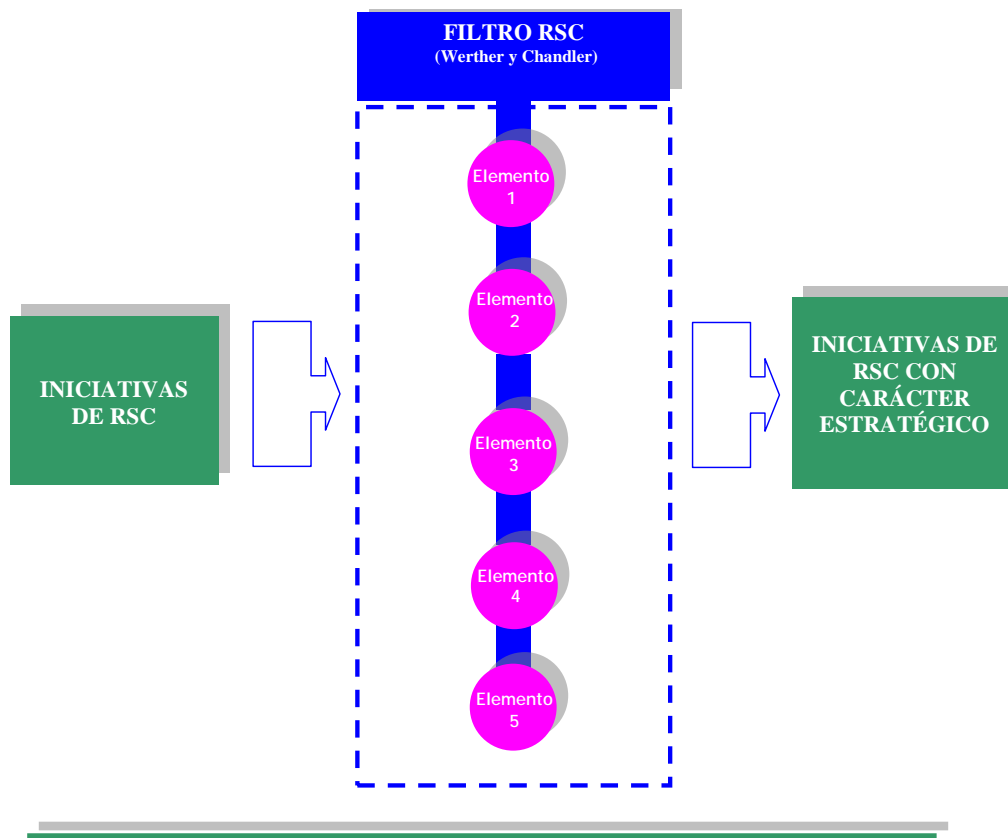 FILTRO RSC
(Werther y Chandler)
Elemento
1
Elemento
2
INICIATIVAS
DE RSC
Elemento
3
INICIATIVAS DE
RSC CON
CARÁCTER
ESTRATÉGICO
Elemento
4
Elemento
5